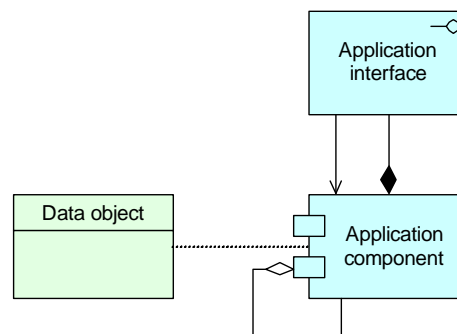 Application
interface
Data object
Application
component